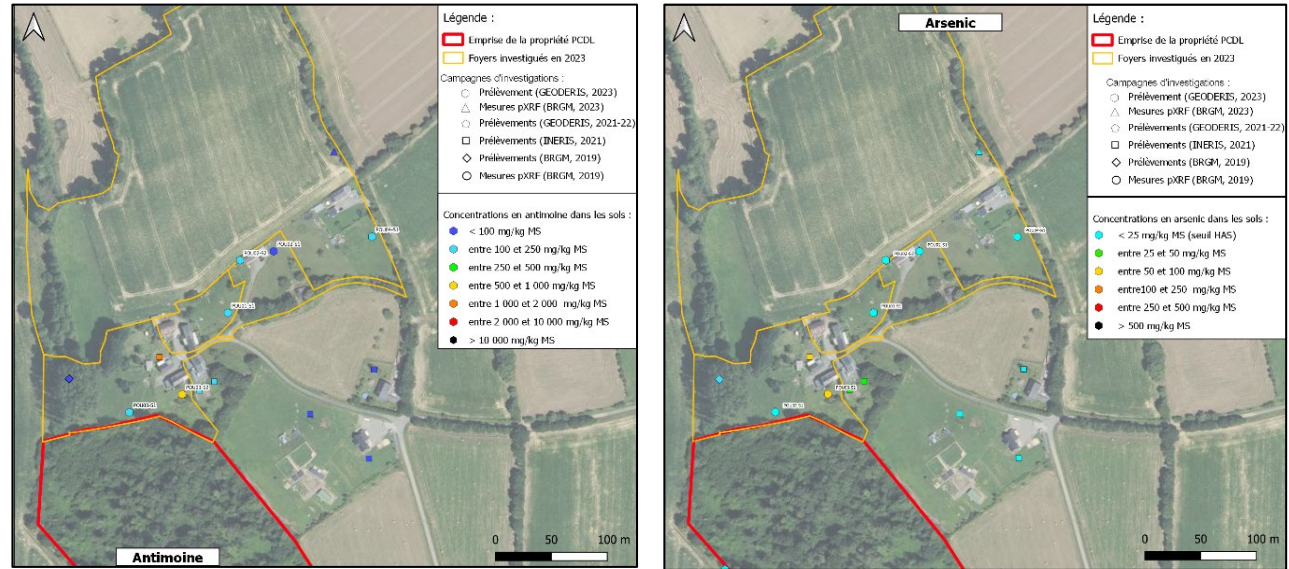 Légende :
Emprise de la propriété PCDL
Foyers investigués en 2023
Campagnes d'investigations :
Prélèvement (GEODERIS, 2023)
Mesures pXRF (BRGM, 2023)
Prélèvements (GEODERIS, 2021-22)
Prélèvements (INERIS, 2021)
Prélèvements (BRGM, 2019)
Mesures pXRF (BRGM, 2019)
Concentrations en antimoine dans les sols :
< 100 mg/kg MS
entre 100 et 250 mg/kg MS
entre 250 et 500 mg/kg MS
entre 500 et 1 000 mg/kg MS
entre 1 000 et 2 000 mg/kg MS
entre 2 000 et 10 000 mg/kg MS
> 10 000 mg/kg MS
0 50 100 m
Antimoine
Arsenic
Légende :
Emprise de la propriété PCDL
Foyers investigués en 2023
Campagnes d'investigations :
Prélèvement (GEODERIS, 2023)
Mesures pXRF (BRGM, 2023)
Prélèvements (GEODERIS, 2021-22)
Prélèvements (INERIS, 2021)
Prélèvements (BRGM, 2019)
Mesures pXRF (BRGM, 2019)
Concentrations en arsenic dans les sols :
< 25 mg/kg MS (seuil HAS)
entre 25 et 50 mg/kg MS
entre 50 et 100 mg/kg MS
entre100 et 250 mg/kg MS
entre 250 et 500 mg/kg MS
> 500 mg/kg MS
0 50 100 m